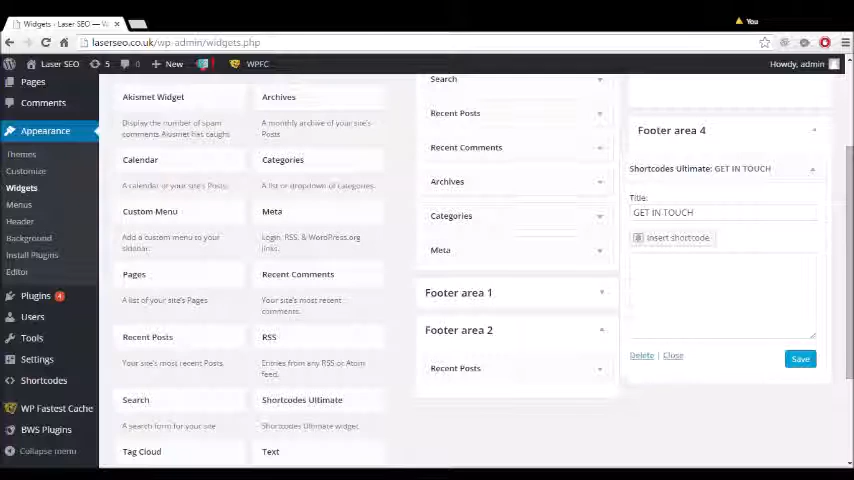 Widgets ‹ Laser SEO — W
You
laserseo.co.uk/wp-admin/widgets.php
Laser SEO
5
0
New
WPFC
Howdy, admin
Pages
Comments
Appearance
Themes
Customize
Widgets
Menus
Header
Background
Install Plugins
Editor
Plugins 4
Users
Tools
Settings
Shortcodes
WP Fastest Cache
BWS Plugins
Collapse menu
Akismet Widget
Display the number of spam
comments Akismet has caught
Archives
A monthly archive of your site's
Posts.
Calendar
A calendar of your site's Posts.
Categories
A list or dropdown of categories.
Custom Menu
Add a custom menu to your
sidebar.
Meta
Login, RSS, & WordPress.org
links.
Pages
A list of your site's Pages.
Recent Comments
Your site's most recent
comments.
Recent Posts
Your site's most recent Posts.
RSS
Entries from any RSS or Atom
feed.
Search
A search form for your site.
Shortcodes Ultimate
Shortcodes Ultimate widget
Tag Cloud
Text
Search
Recent Posts
Recent Comments
Archives
Categories
Meta
Footer area 1
Footer area 2
Recent Posts
Footer area 4
Shortcodes Ultimate: GET IN TOUCH
Title:
GET IN TOUCH
Insert shortcode
Delete | Close
Save